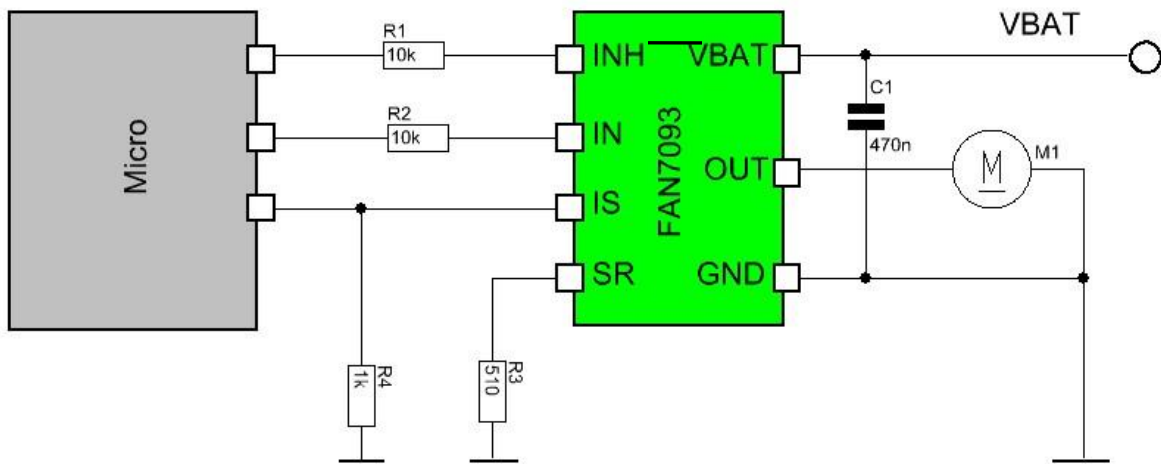 VBAT
R1
10k
INH
VBAT
C1
470n
R2
10k
IN
Micro
FAN7093
OUT
M
M1
IS
SR
GND
R4
1k
R3
510